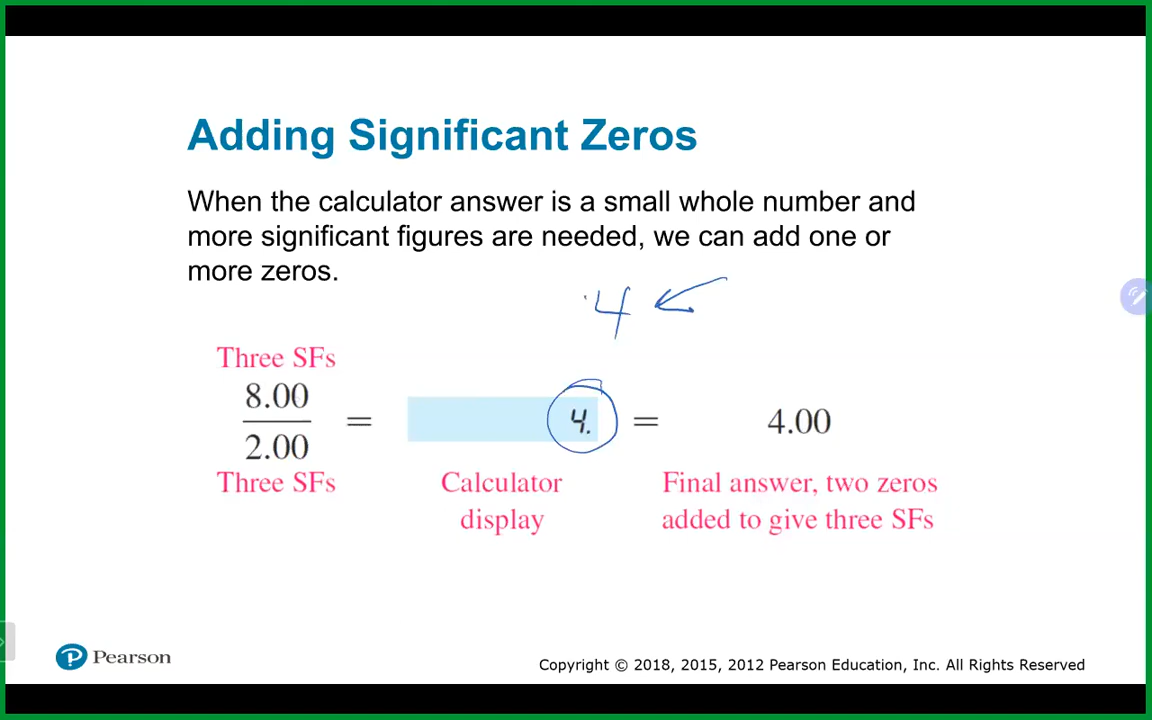 Adding Significant Zeros
When the calculator answer is a small whole number and
more significant figures are needed, we can add one or
more zeros.
4
Three SFs
8.00
2.00
Three SFs
=
4.
Calculator
display
=
4.00
Final answer, two zeros
added to give three SFs
P Pearson
Copyright © 2018, 2015, 2012 Pearson Education, Inc. All Rights Reserved